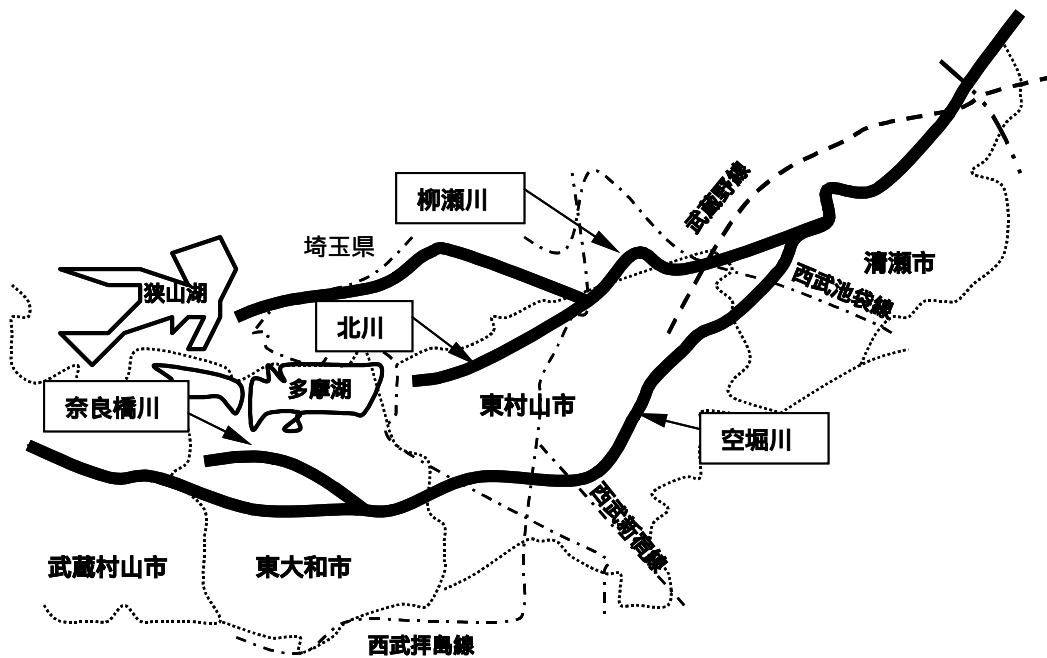 武蔵野線
柳瀬川
埼玉県
清瀬市
西武池袋線
狭山湖
北川
多摩湖
奈良橋川
東村山市
空堀川
西武新宿線
武蔵村山市
東大和市
西武拝島線